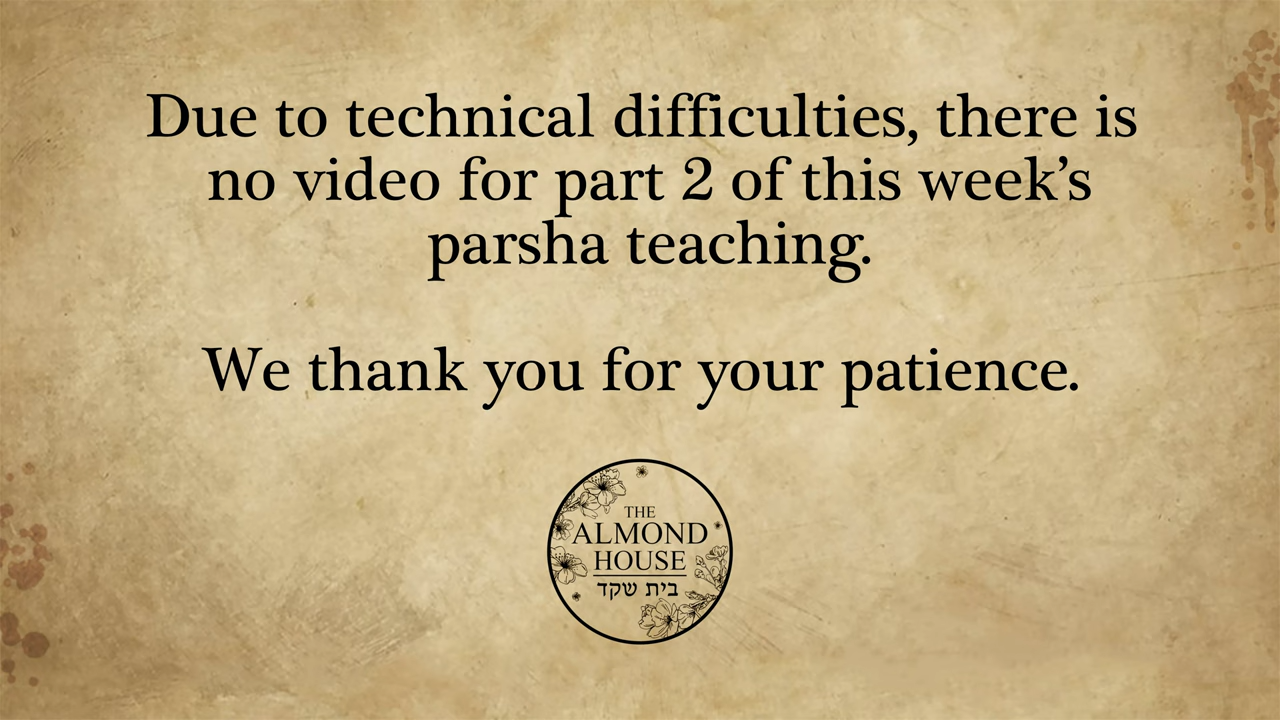 Due to technical difficulties, there is
no video for part 2 of this week’s
parsha teaching.
We thank you for your patience.
THE
ALMOND
HOUSE
בית שקד